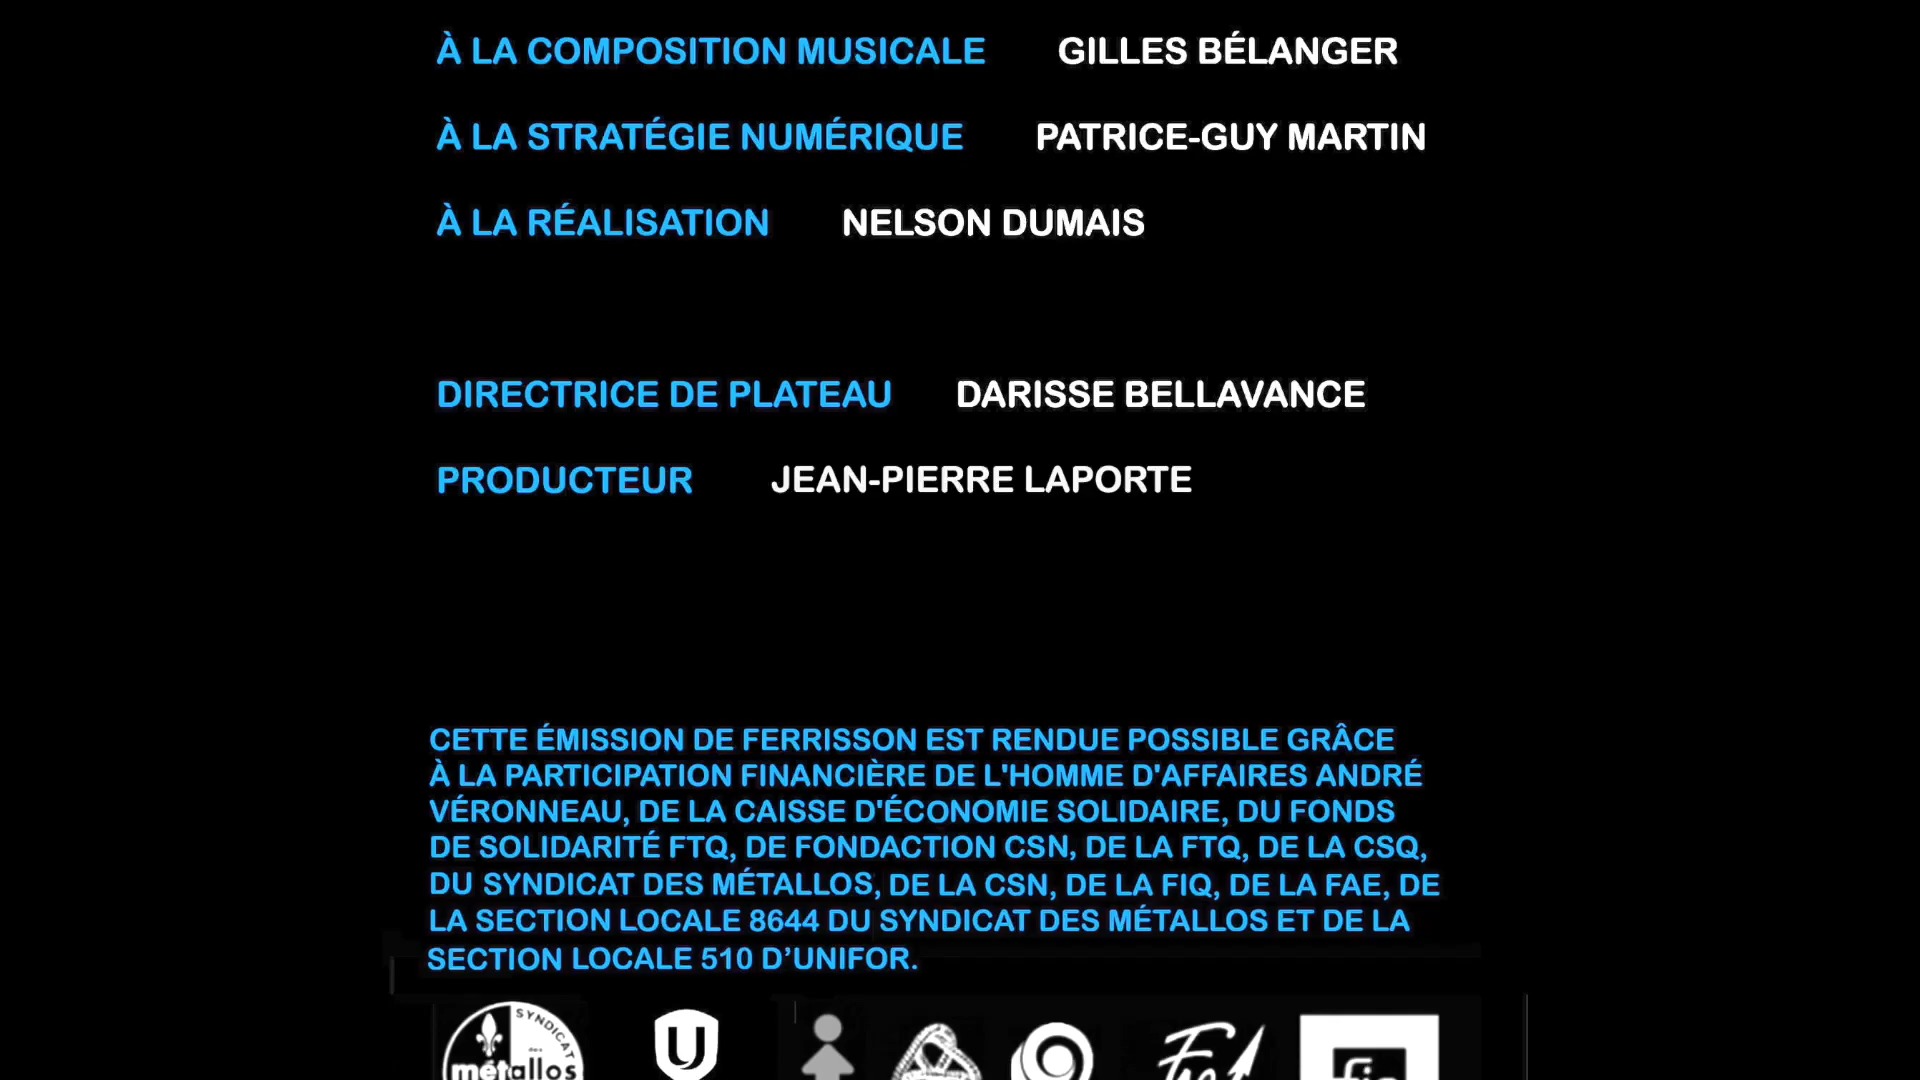 À LA COMPOSITION MUSICALE GILLES BÉLANGER
À LA STRATÉGIE NUMÉRIQUE PATRICE-GUY MARTIN
À LA RÉALISATION NELSON DUMAIS
DIRECTRICE DE PLATEAU DARISSE BELLAVANCE
PRODUCTEUR JEAN-PIERRE LAPORTE
CETTE ÉMISSION DE FERRISSON EST RENDUE POSSIBLE GRÂCE
À LA PARTICIPATION FINANCIÈRE DE L'HOMME D'AFFAIRES ANDRÉ
VÉRONNEAU, DE LA CAISSE D'ÉCONOMIE SOLIDAIRE, DU FONDS
DE SOLIDARITÉ FTQ, DE FONDACTION CSN, DE LA FTQ, DE LA CSQ,
DU SYNDICAT DES MÉTALLOS, DE LA CSN, DE LA FIQ, DE LA FAE, DE
LA SECTION LOCALE 8644 DU SYNDICAT DES MÉTALLOS ET DE LA
SECTION LOCALE 510 D’UNIFOR.
SYNDICAT
des
métallos
U